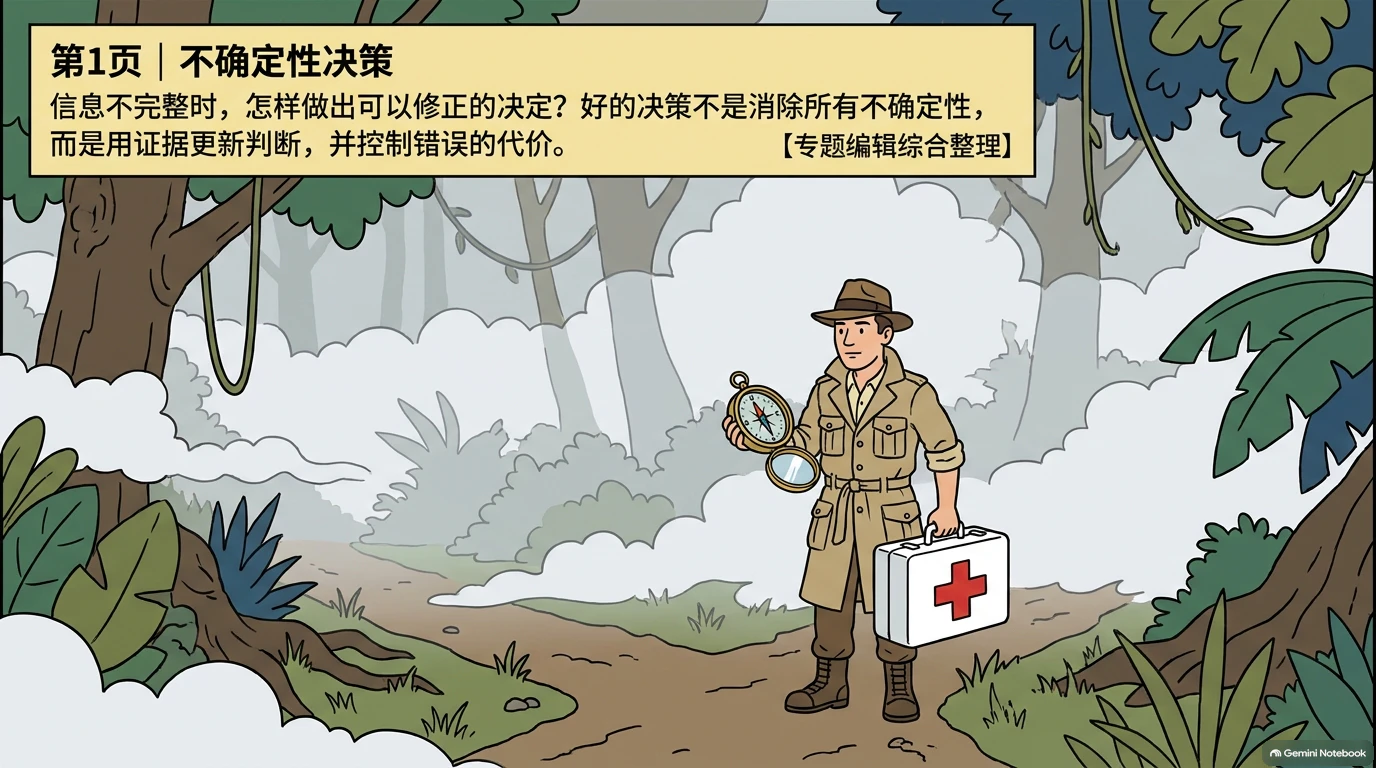 第1页｜不确定性决策
信息不完整时，怎样做出可以修正的决定？好的决策不是消除所有不确定性，
而是用证据更新判断，并控制错误的代价。 【专题编辑综合整理】
Gemini Notebook